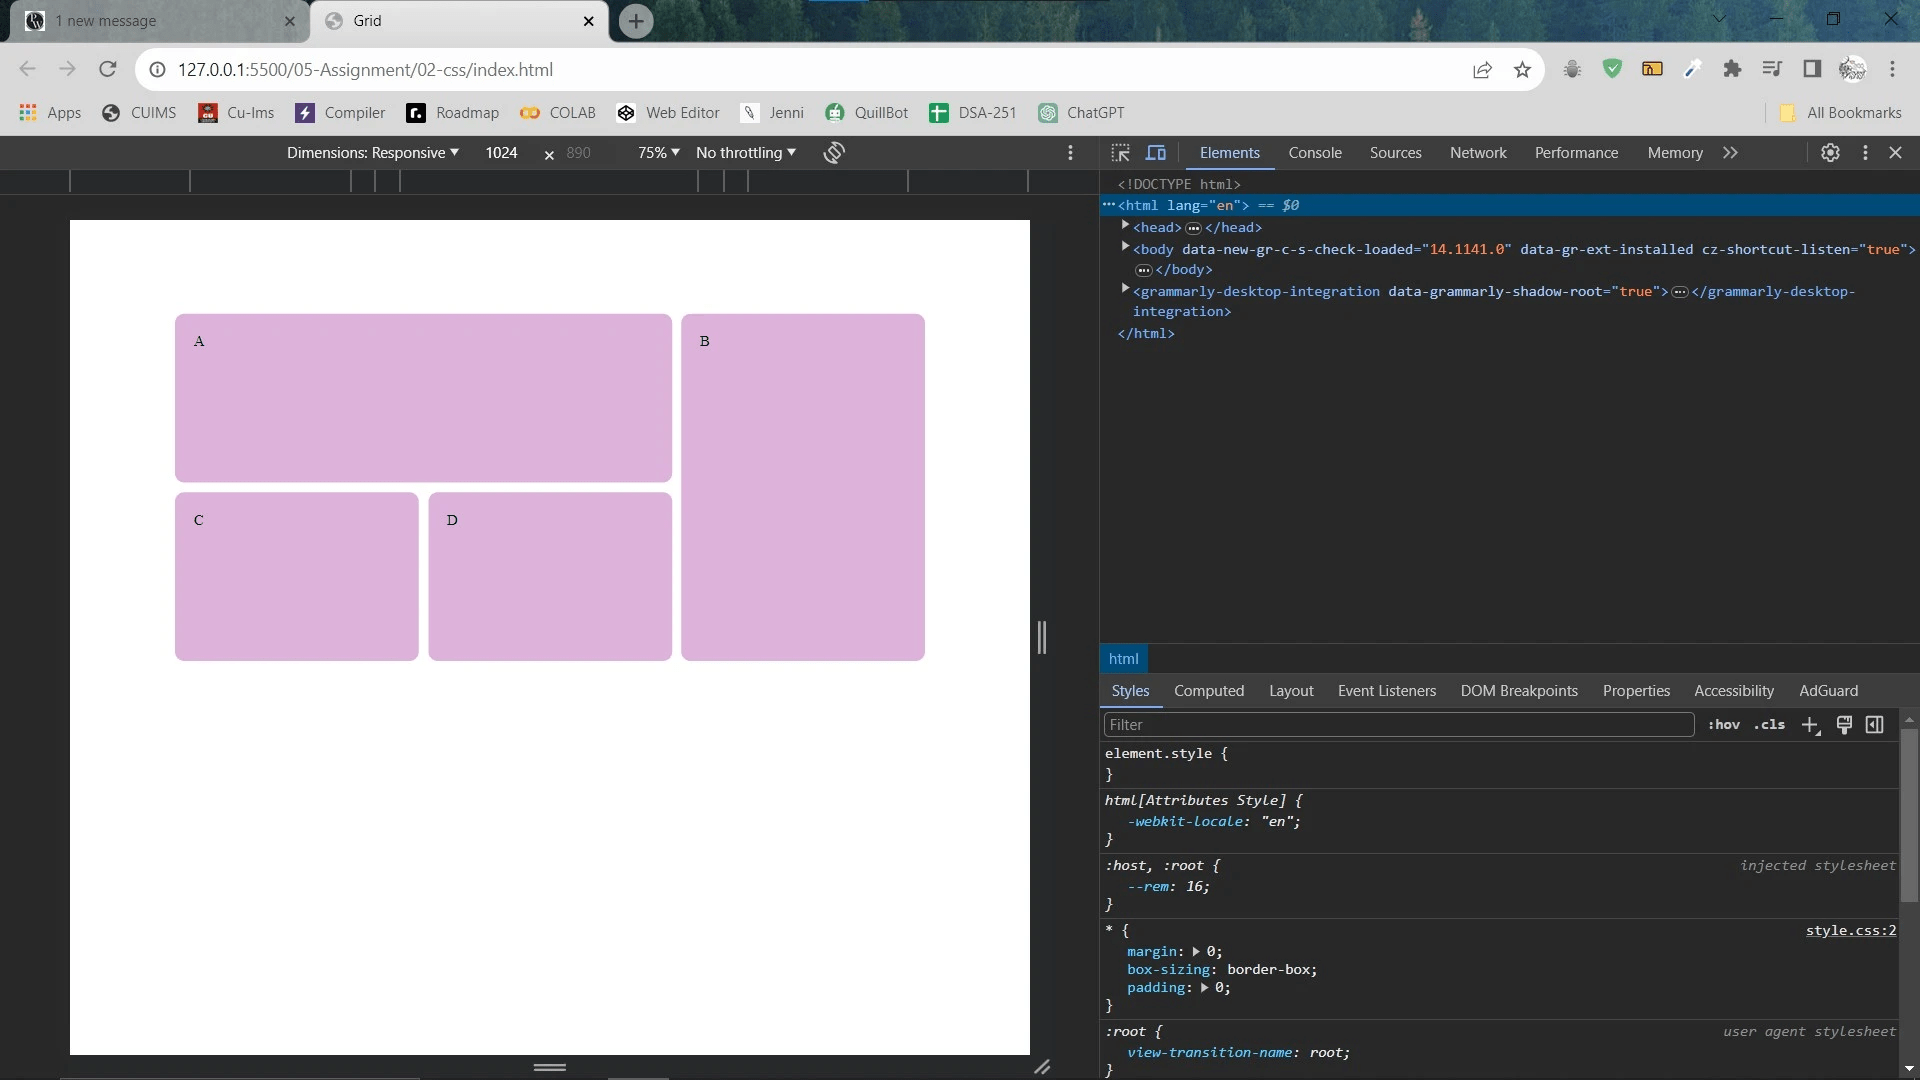 1 new message
Grid
127.0.0.1:5500/05-Assignment/02-css/index.html
Apps CUIMS Cu-Ims Compiler Roadmap COLAB Web Editor Jenni QuillBot DSA-251 ChatGPT All Bookmarks
Dimensions: Responsive 1024 × 890 75% No throttling
Elements Console Sources Network Performance Memory
<!DOCTYPE html>
<html lang="en"> == $0
<head> … </head>
<body data-new-gr-c-s-check-loaded="14.1141.0" data-gr-ext-installed cz-shortcut-listen="true">
… </body>
<grammarly-desktop-integration data-grammarly-shadow-root="true"> … </grammarly-desktop-
integration>
</html>
A
B
C
D
html
Styles Computed Layout Event Listeners DOM Breakpoints Properties Accessibility AdGuard
Filter :hov .cls
element.style {
}
html[Attributes Style] {
-webkit-locale: "en";
}
:host, :root { injected stylesheet
--rem: 16;
}
* { style.css:2
margin: 0;
box-sizing: border-box;
padding: 0;
}
:root { user agent stylesheet
view-transition-name: root;
}